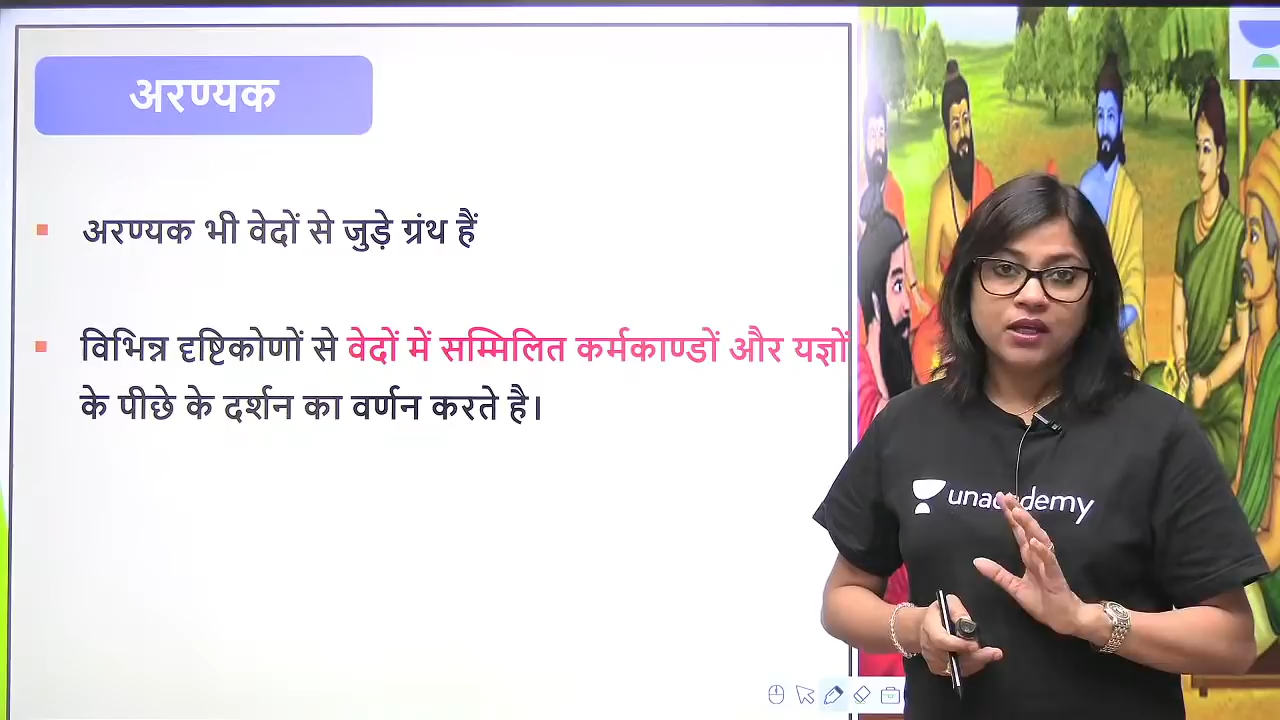 अरण्यक
अरण्यक भी वेदों से जुड़े ग्रंथ हैं
विभिन्न दृष्टिकोणों से वेदों में सम्मिलित कर्मकाण्डों और यज्ञों
के पीछे के दर्शन का वर्णन करते है।
unacademy